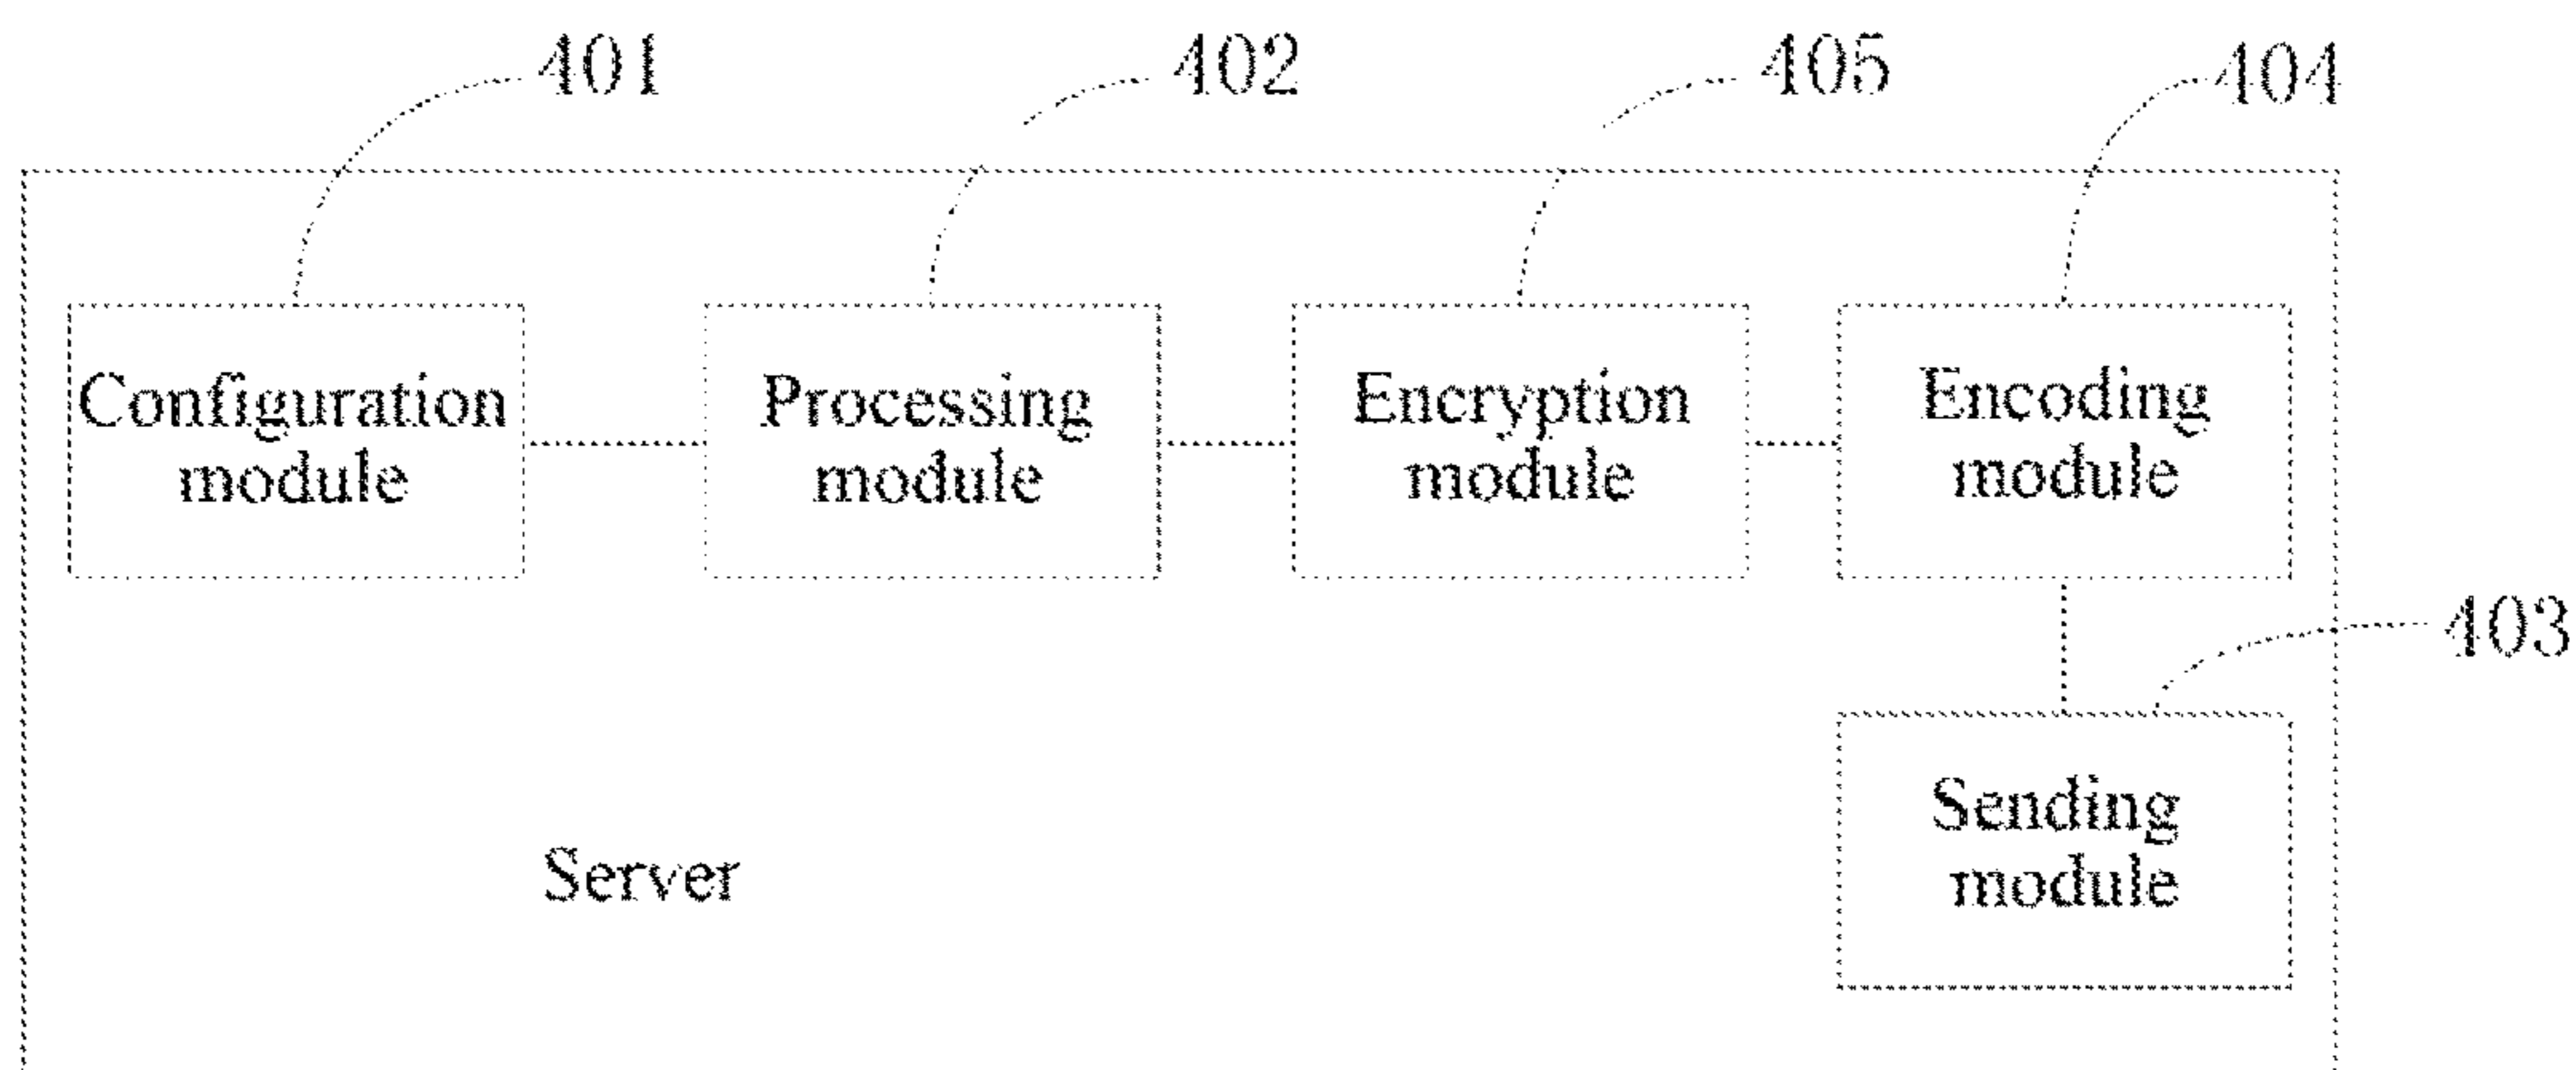 401
402
405
404
Configuration
module
Processing
module
Encryption
module
Encoding
module
403
Sending
module
Server